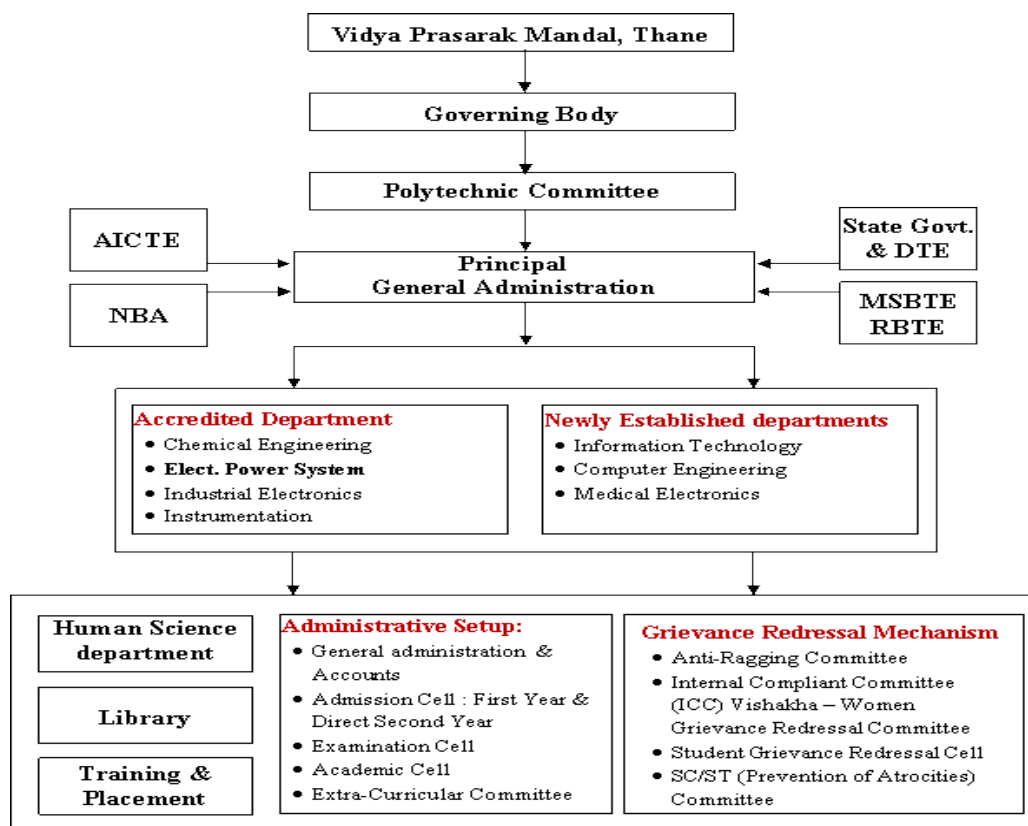 Vidya Prasarak Mandal, Thane
Governing Body
Polytechnic Committee
AICTE
State Govt.
& DTE
Principal
General Administration
NBA
MSBTE
RBTE
Accredited Department
• Chemical Engineering
• Elect. Power System
• Industrial Electronics
• Instrumentation
Newly Established departments
• Information Technology
• Computer Engineering
• Medical Electronics
Human Science
department
Library
Training &
Placement
Administrative Setup:
• General administration &
Accounts
• Admission Cell : First Year &
Direct Second Year
• Examination Cell
• Academic Cell
• Extra-Curricular Committee
Grievance Redressal Mechanism
• Anti-Ragging Committee
• Internal Compliant Committee
(ICC) Vishakha – Women
Grievance Redressal Committee
• Student Grievance Redressal Cell
• SC/ST (Prevention of Atrocities)
Committee